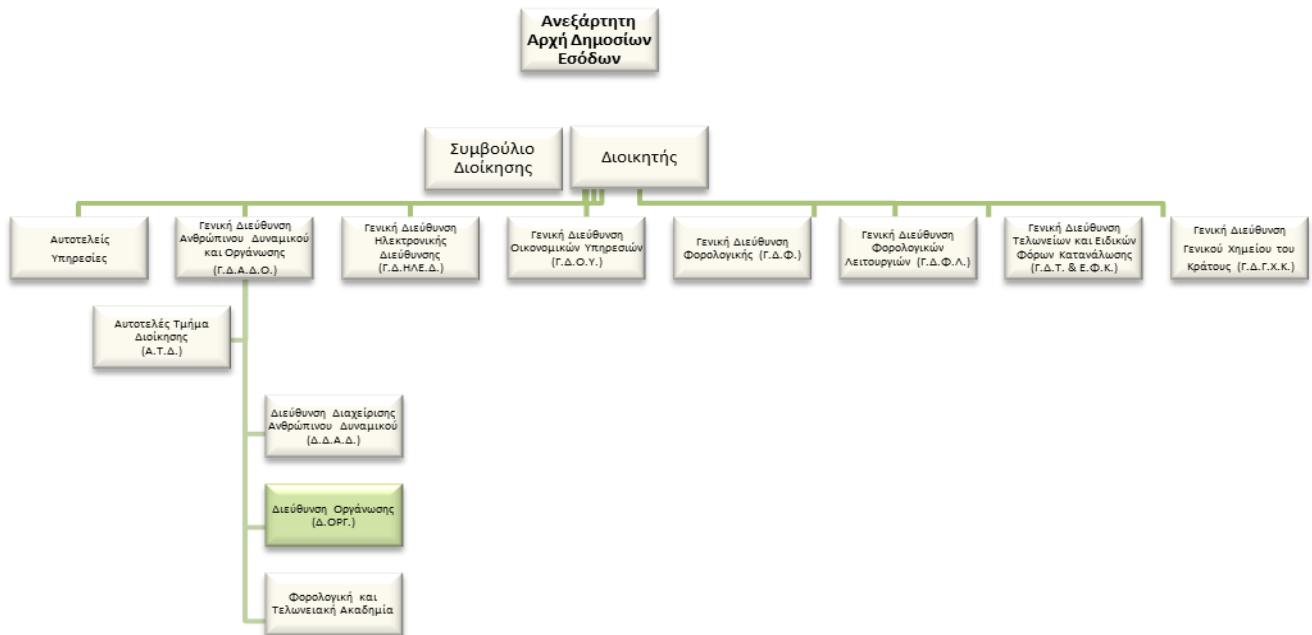 Ανεξάρτητη
Αρχή Δημοσίων
Εσόδων
Συμβούλιο
Διοίκησης
Διοικητής
Αυτοτελείς
Υπηρεσίες
Γενική Διεύθυνση
Ανθρώπινου Δυναμικού
και Οργάνωσης
(Γ.Δ.Α.Δ.Ο.)
Γενική Διεύθυνση
Ηλεκτρονικής
Διεύθυνσης
(Γ.Δ.ΗΛΕ.Δ.)
Γενική Διεύθυνση
Οικονομικών Υπηρεσιών
(Γ.Δ.Ο.Υ.)
Γενική Διεύθυνση
Φορολογικής (Γ.Δ.Φ.)
Γενική Διεύθυνση
Φορολογικών
Λειτουργιών (Γ.Δ.Φ.Λ.)
Γενική Διεύθυνση
Τελωνείων και Ειδικών
Φόρων Κατανάλωσης
(Γ.Δ.Τ. & Ε.Φ.Κ.)
Γενική Διεύθυνση
Γενικού Χημείου του
Κράτους (Γ.Δ.Γ.Χ.Κ.)
Αυτοτελές Τμήμα
Διοίκησης
(Α.Τ.Δ.)
Διεύθυνση Διαχείρισης
Ανθρώπινου Δυναμικού
(Δ.Δ.Α.Δ.)
Διεύθυνση Οργάνωσης
(Δ.ΟΡΓ.)
Φορολογική και
Τελωνειακή Ακαδημία